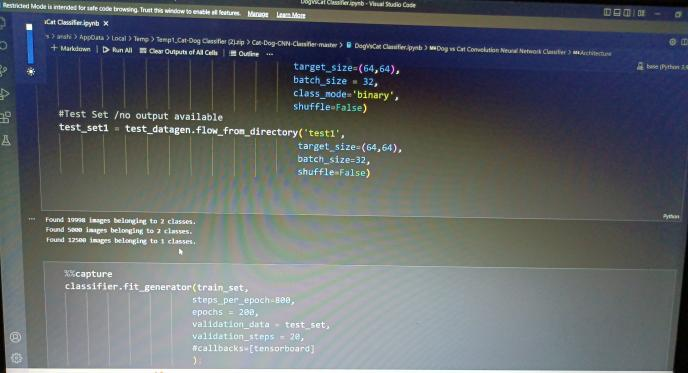 DogVsCat Classifier.ipynb - Visual Studio Code
Restricted Mode is intended for safe code browsing. Trust this window to enable all features. Manage Learn More
sCat Classifier.ipynb ×
s > anshi > AppData > Local > Temp > Temp1_Cat-Dog Classifier (2).zip > Cat-Dog-CNN-Classifier-master > DogVsCat Classifier.ipynb > Dog vs Cat Convolution Neural Network Classifier > Architecture
+ Markdown Run All Clear Outputs of All Cells Outline ...
base (Python 3.9
target_size=(64,64),
batch_size = 32,
class_mode='binary',
shuffle=False)
#Test Set /no output available
test_set1 = test_datagen.flow_from_directory('test1',
target_size=(64,64),
batch_size=32,
shuffle=False)
Python
... Found 19998 images belonging to 2 classes.
Found 5000 images belonging to 2 classes.
Found 12500 images belonging to 1 classes.
%%capture
classifier.fit_generator(train_set,
steps_per_epoch=800,
epochs = 200,
validation_data = test_set,
validation_steps = 20,
#callbacks=[tensorboard]
);